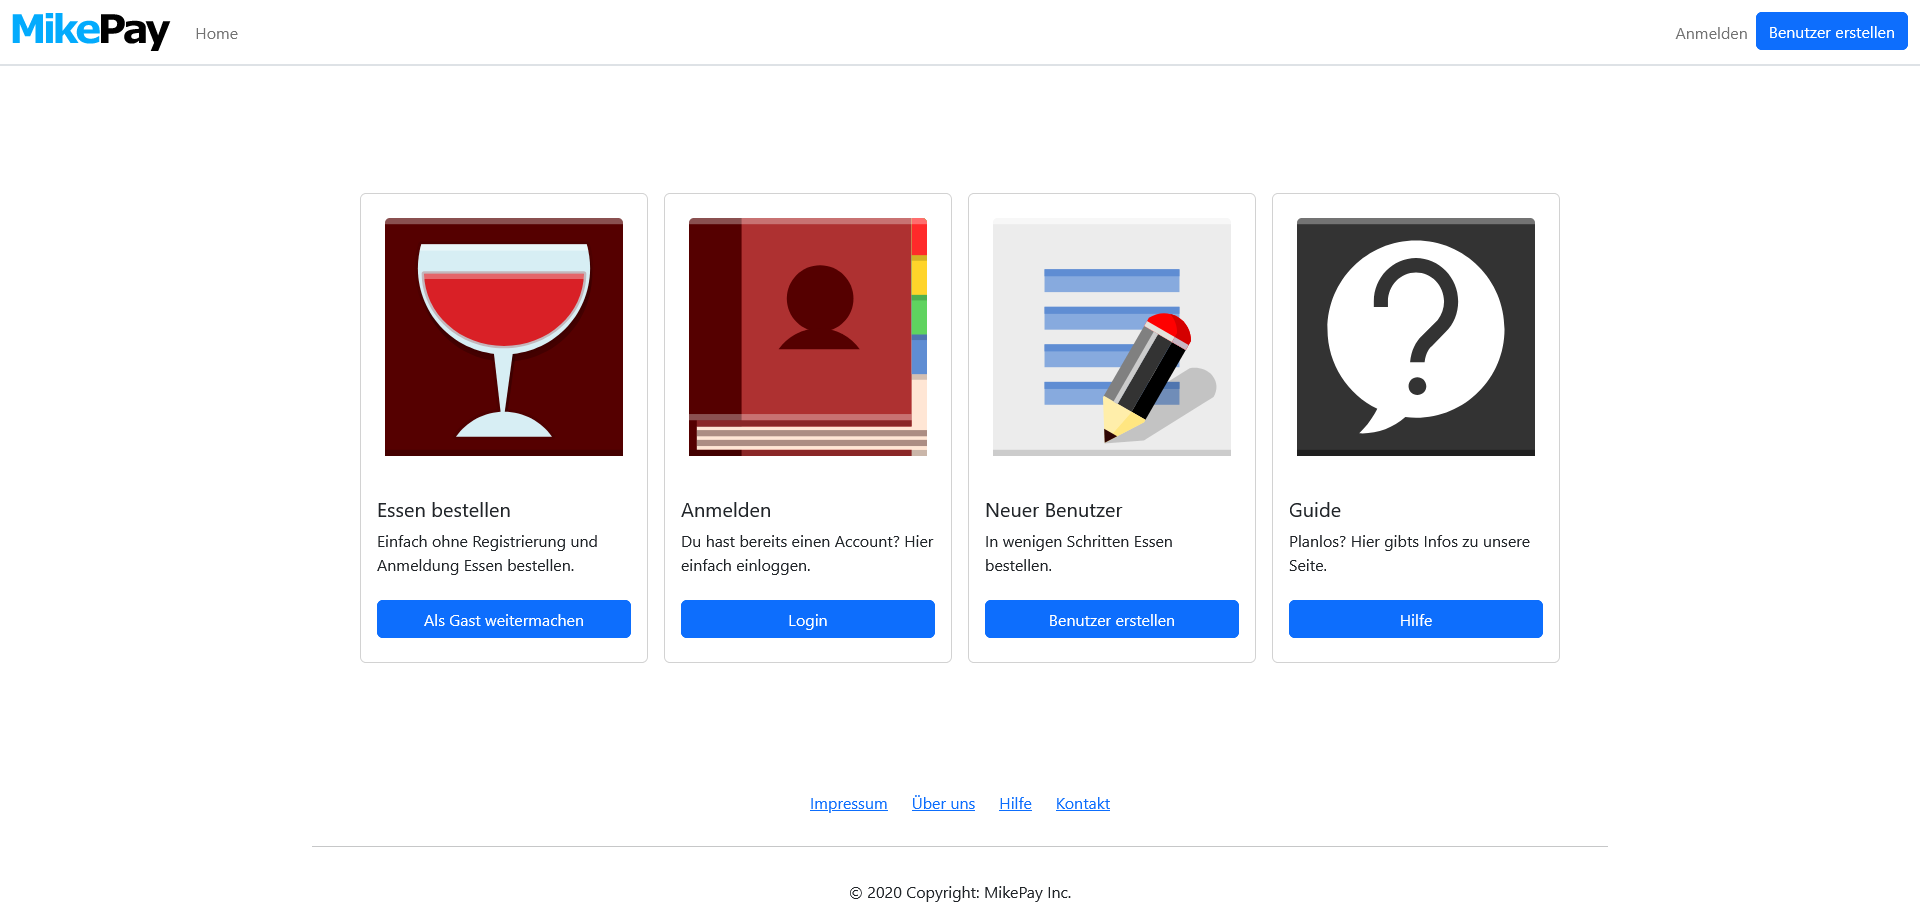 MikePay Home Anmelden Benutzer erstellen
Essen bestellen
Einfach ohne Registrierung und
Anmeldung Essen bestellen.
Als Gast weitermachen
Anmelden
Du hast bereits einen Account? Hier
einfach einloggen.
Login
Neuer Benutzer
In wenigen Schritten Essen
bestellen.
Benutzer erstellen
Guide
Planlos? Hier gibts Infos zu unsere
Seite.
Hilfe
Impressum Über uns Hilfe Kontakt
© 2020 Copyright: MikePay Inc.